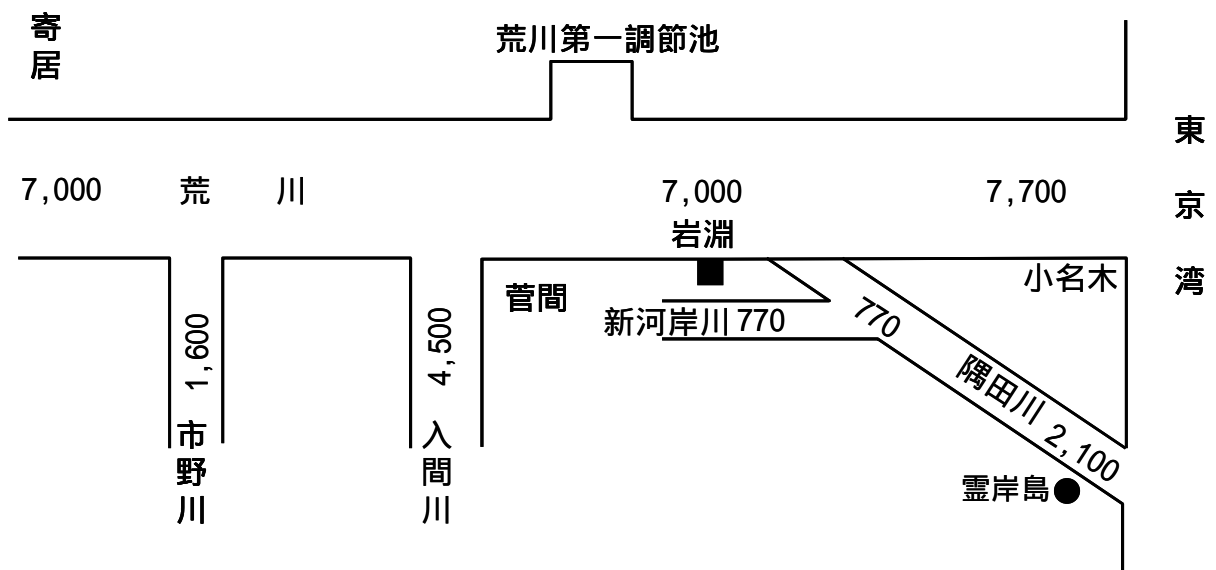 寄居
荒川第一調節池
7,000
荒川
7,000
7,700
東京湾
岩淵
小名木
菅間
新河岸川 770
770
隅田川 2,100
1,600
市野川
4,500
入間川
霊岸島